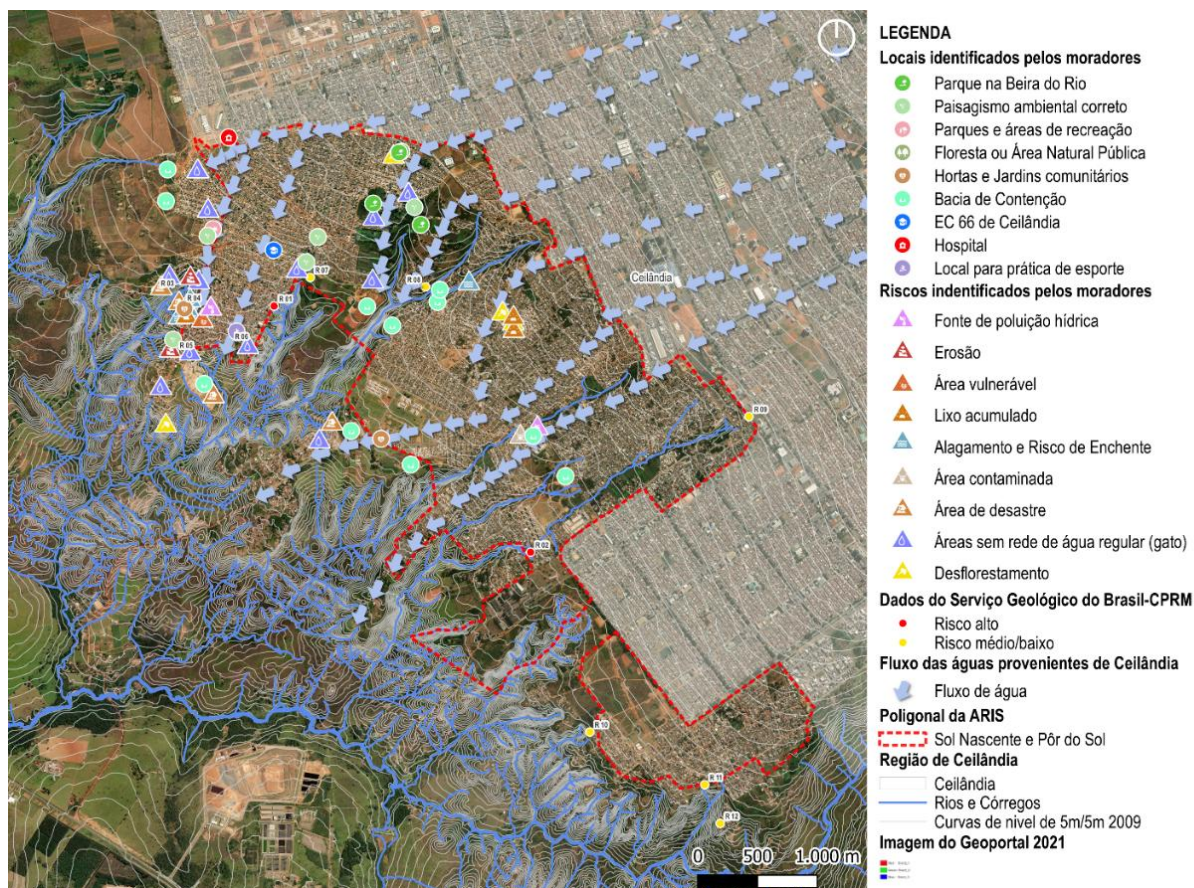 R 03
R 04
R 05
R 06
R 01
R 07
R 08
Ceilândia
R 09
R 02
R 10
R 11
R 12
0 500 1.000 m
LEGENDA
Locais identificados pelos moradores
Parque na Beira do Rio
Paisagismo ambiental correto
Parques e áreas de recreação
Floresta ou Área Natural Pública
Hortas e Jardins comunitários
Bacia de Contenção
EC 66 de Ceilândia
Hospital
Local para prática de esporte
Riscos indentificados pelos moradores
Fonte de poluição hídrica
Erosão
Área vulnerável
Lixo acumulado
Alagamento e Risco de Enchente
Área contaminada
Área de desastre
Áreas sem rede de água regular (gato)
Desflorestamento
Dados do Serviço Geológico do Brasil-CPRM
Risco alto
Risco médio/baixo
Fluxo das águas provenientes de Ceilândia
Fluxo de água
Poligonal da ARIS
Sol Nascente e Pôr do Sol
Região de Ceilândia
Ceilândia
Rios e Córregos
Curvas de nível de 5m/5m 2009
Imagem do Geoportal 2021